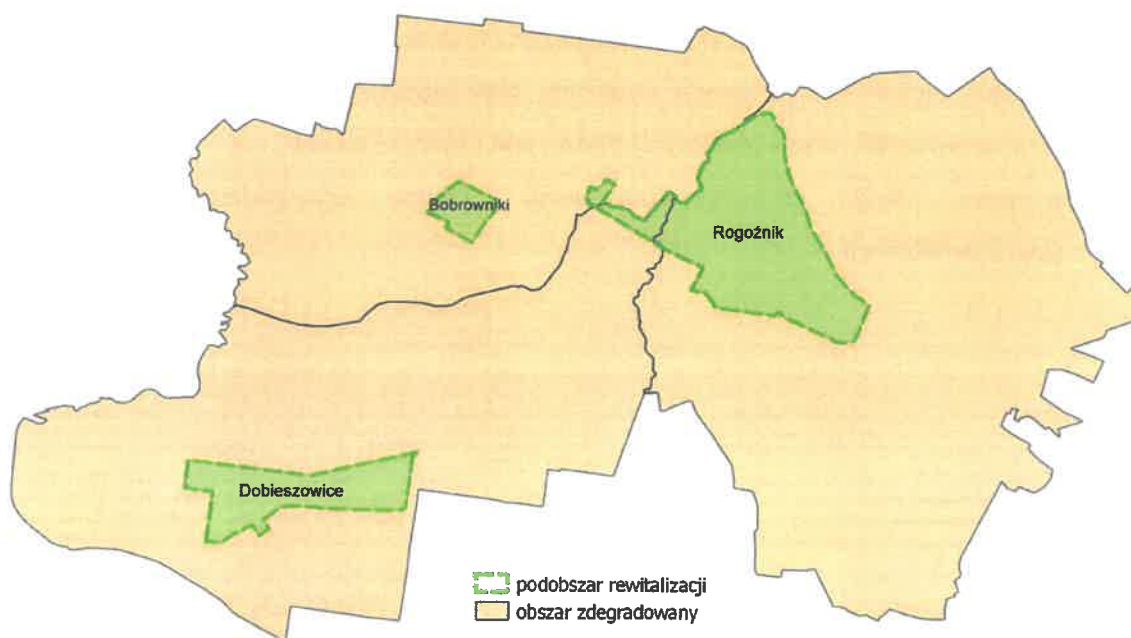 Bobrowniki
Rogoźnik
Dobieszowice
podobszar rewitalizacji
obszar zdegradowany